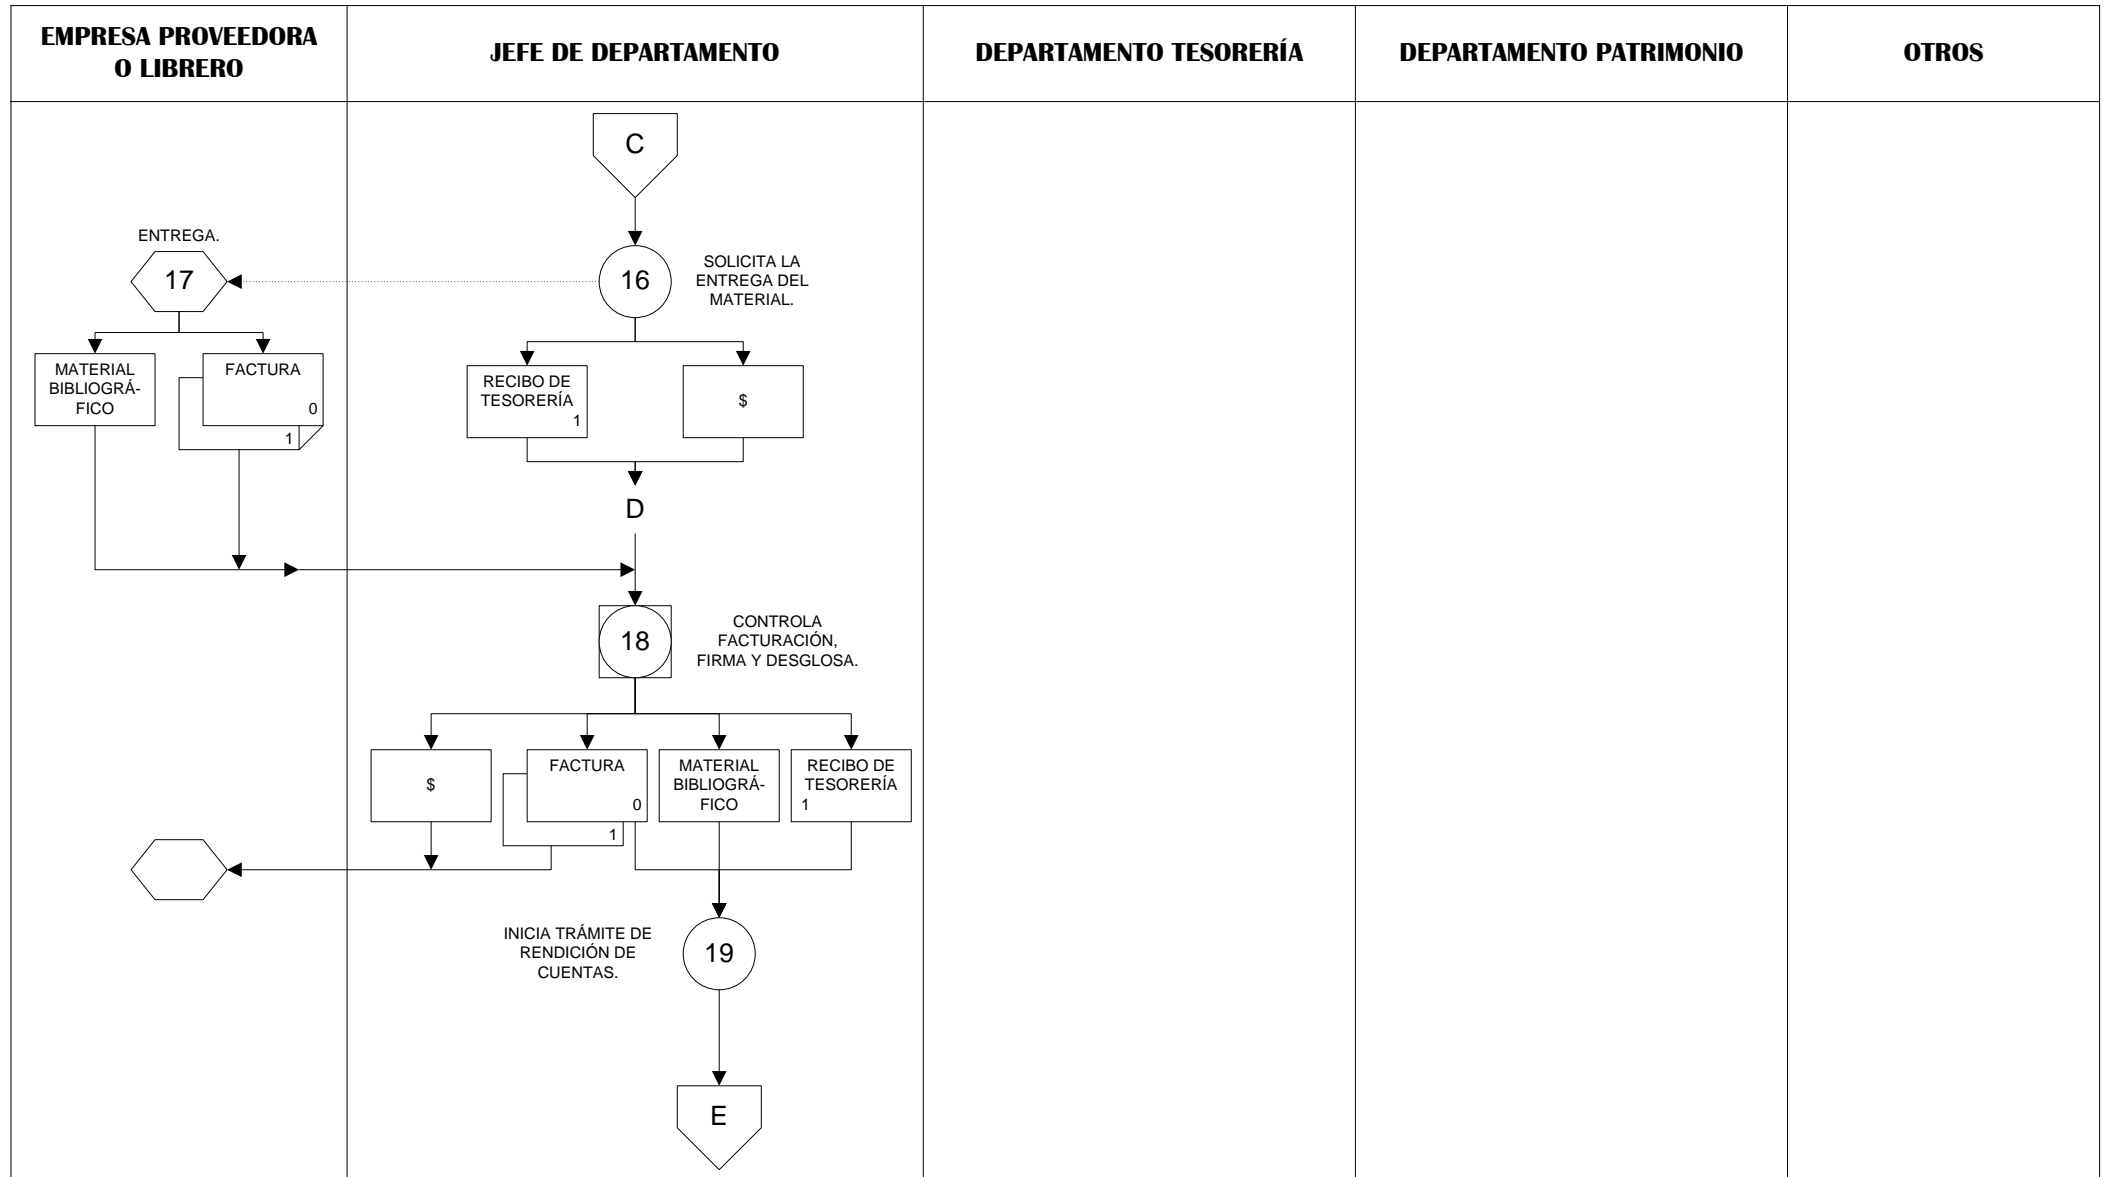 EMPRESA PROVEEDORA
O LIBRERO
JEFE DE DEPARTAMENTO
DEPARTAMENTO TESORERÍA
DEPARTAMENTO PATRIMONIO
OTROS
C
ENTREGA.
17
16
SOLICITA LA
ENTREGA DEL
MATERIAL.
MATERIAL
BIBLIOGRÁ-
FICO
FACTURA
0
1
RECIBO DE
TESORERÍA
1
$
D
18
CONTROLA
FACTURACIÓN,
FIRMA Y DESGLOSA.
$
FACTURA
0
1
MATERIAL
BIBLIOGRÁ-
FICO
RECIBO DE
TESORERÍA
1
INICIA TRÁMITE DE
RENDICIÓN DE
CUENTAS.
19
E